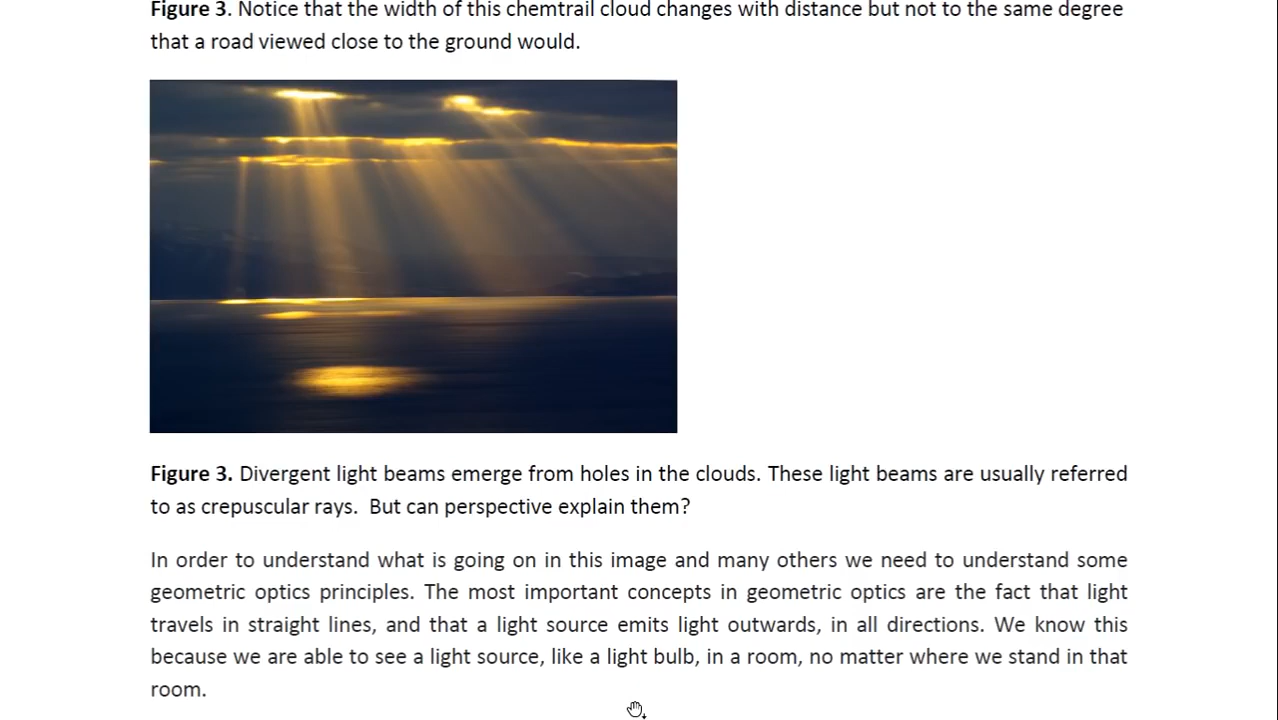 Figure 3. Notice that the width of this chemtrail cloud changes with distance but not to the same degree
that a road viewed close to the ground would.
Figure 3. Divergent light beams emerge from holes in the clouds. These light beams are usually referred
to as crepuscular rays.  But can perspective explain them?
In order to understand what is going on in this image and many others we need to understand some
geometric optics principles. The most important concepts in geometric optics are the fact that light
travels in straight lines, and that a light source emits light outwards, in all directions. We know this
because we are able to see a light source, like a light bulb, in a room, no matter where we stand in that
room.